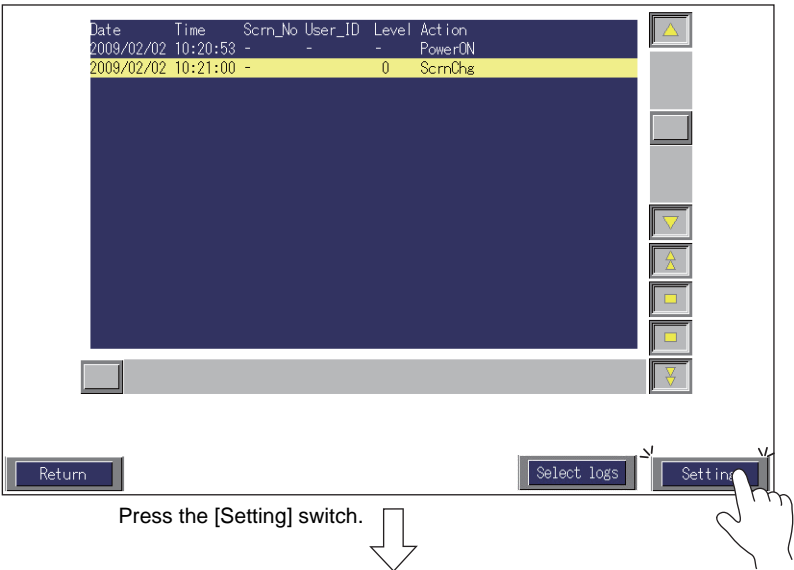 Date Time Scrn_No User_ID Level Action
2009/02/02 10:20:53 - - - PowerON
2009/02/02 10:21:00 - 0 ScrnChg
Return
Select logs
Setting
Press the [Setting] switch.